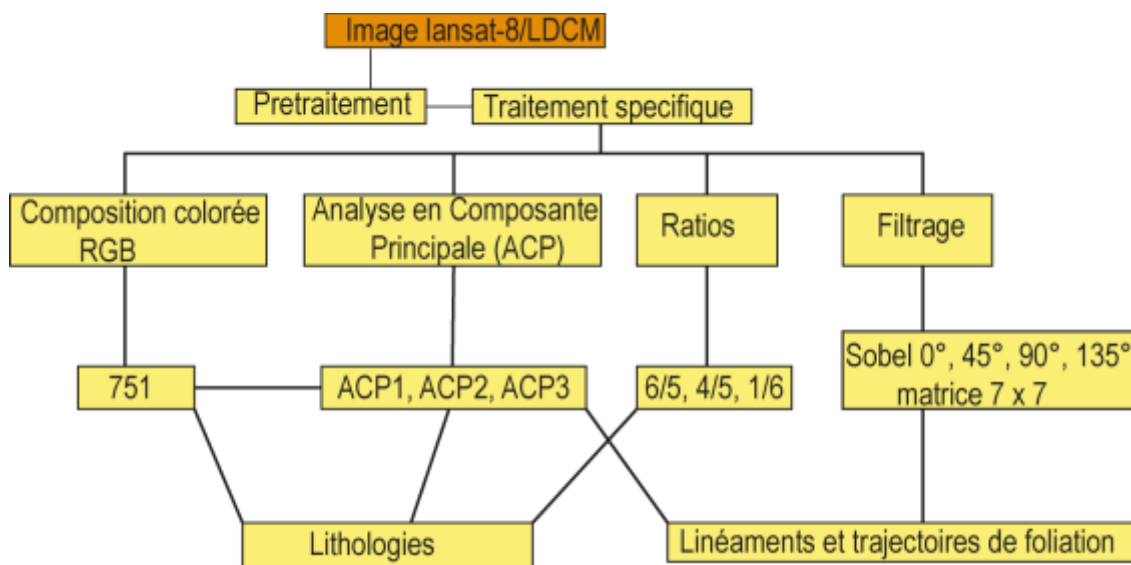 Image lansat-8/LDCM
Pretraitement
Traitement specifique
Composition colorée
RGB
Analyse en Composante
Principale (ACP)
Ratios
Filtrage
751
ACP1, ACP2, ACP3
6/5, 4/5, 1/6
Sobel 0°, 45°, 90°, 135°
matrice 7 x 7
Lithologies
Linéaments et trajectoires de foliation